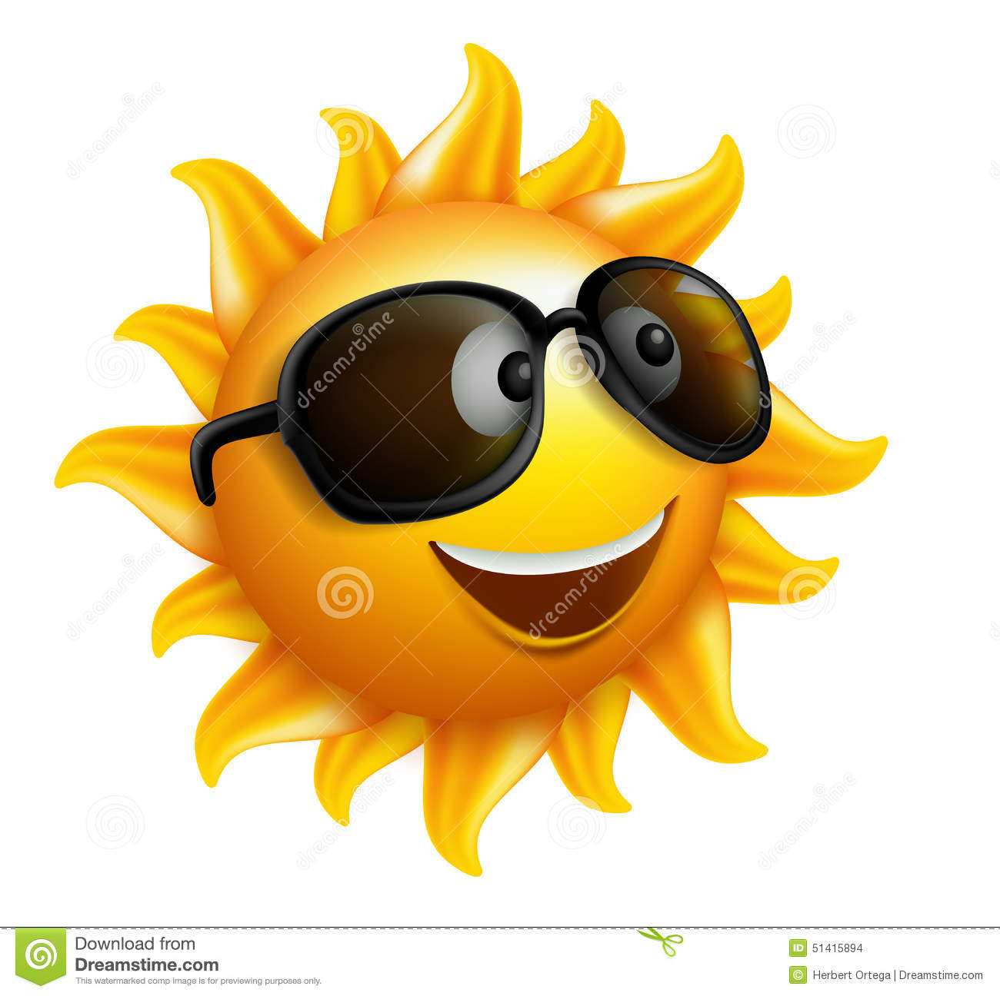 dreamstime
Download from
Dreamstime.com
This watermarked comp image is for previewing purposes only.
ID 51415894
© Herbert Ortega | Dreamstime.com